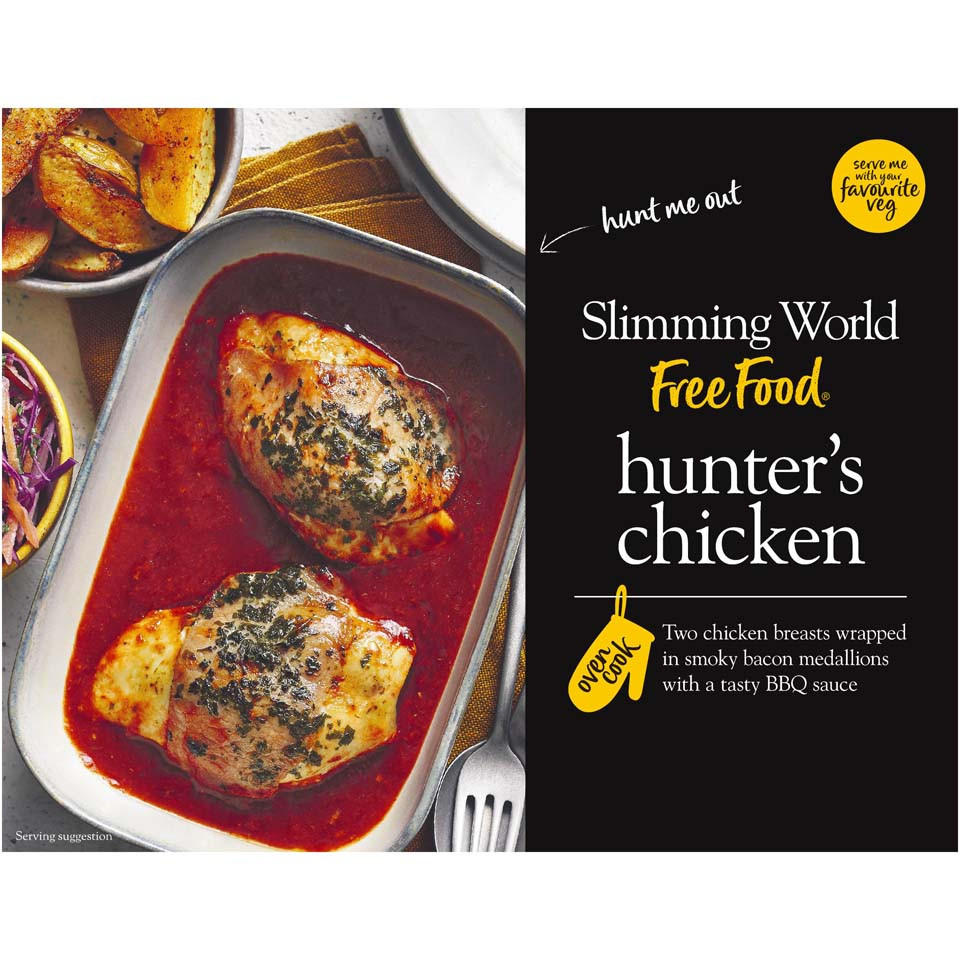 hunt me out
serve me
with your
favourite
veg
Slimming World
Free Food®
hunter's
chicken
oven
cook
Two chicken breasts wrapped
in smoky bacon medallions
with a tasty BBQ sauce
Serving suggestion